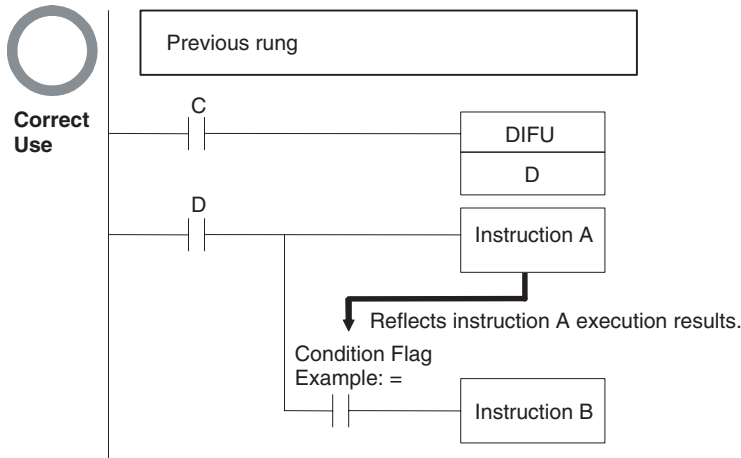 Previous rung
Correct
Use
C
DIFU
D
D
Instruction A
Reflects instruction A execution results.
Condition Flag
Example: =
Instruction B